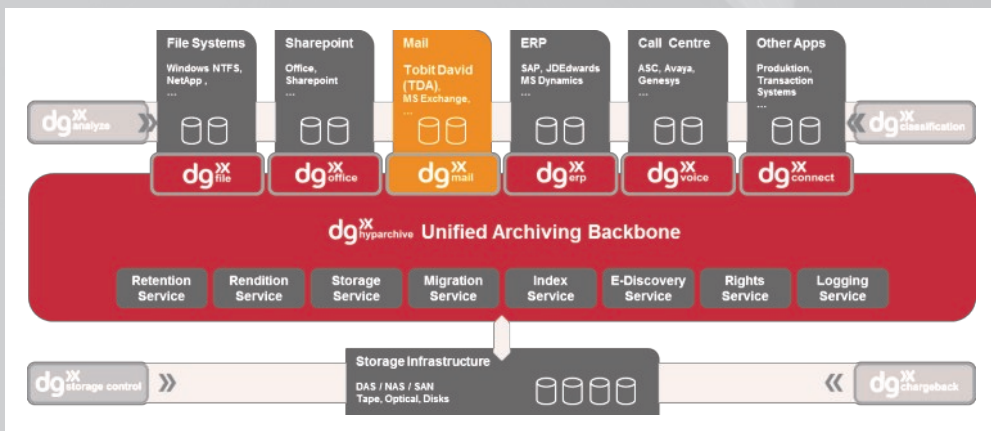 File Systems
Windows NTFS,
NetApp ,
...
Sharepoint
Office,
Sharepoint
...
Mail
Tobit David
(TDA),
MS Exchange,
...
ERP
SAP, JDEdwards
MS Dynamics
...
Call Centre
ASC, Avaya,
Genesys
...
Other Apps
Produktion,
Transaction
Systems
...
dg analyze
dg classification
dg file
dg office
dg mail
dg erp
dg voice
dg connect
dg hyparchive Unified Archiving Backbone
Retention
Service
Rendition
Service
Storage
Service
Migration
Service
Index
Service
E-Discovery
Service
Rights
Service
Logging
Service
Storage Infrastructure
DAS / NAS / SAN
Tape, Optical, Disks
dg storage control
dg chargeback